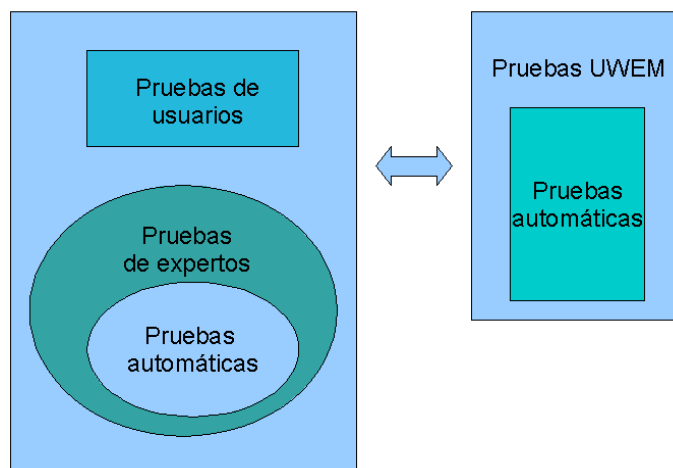 Pruebas de
usuarios
Pruebas
de expertos
Pruebas
automáticas
Pruebas UWEM
Pruebas
automáticas